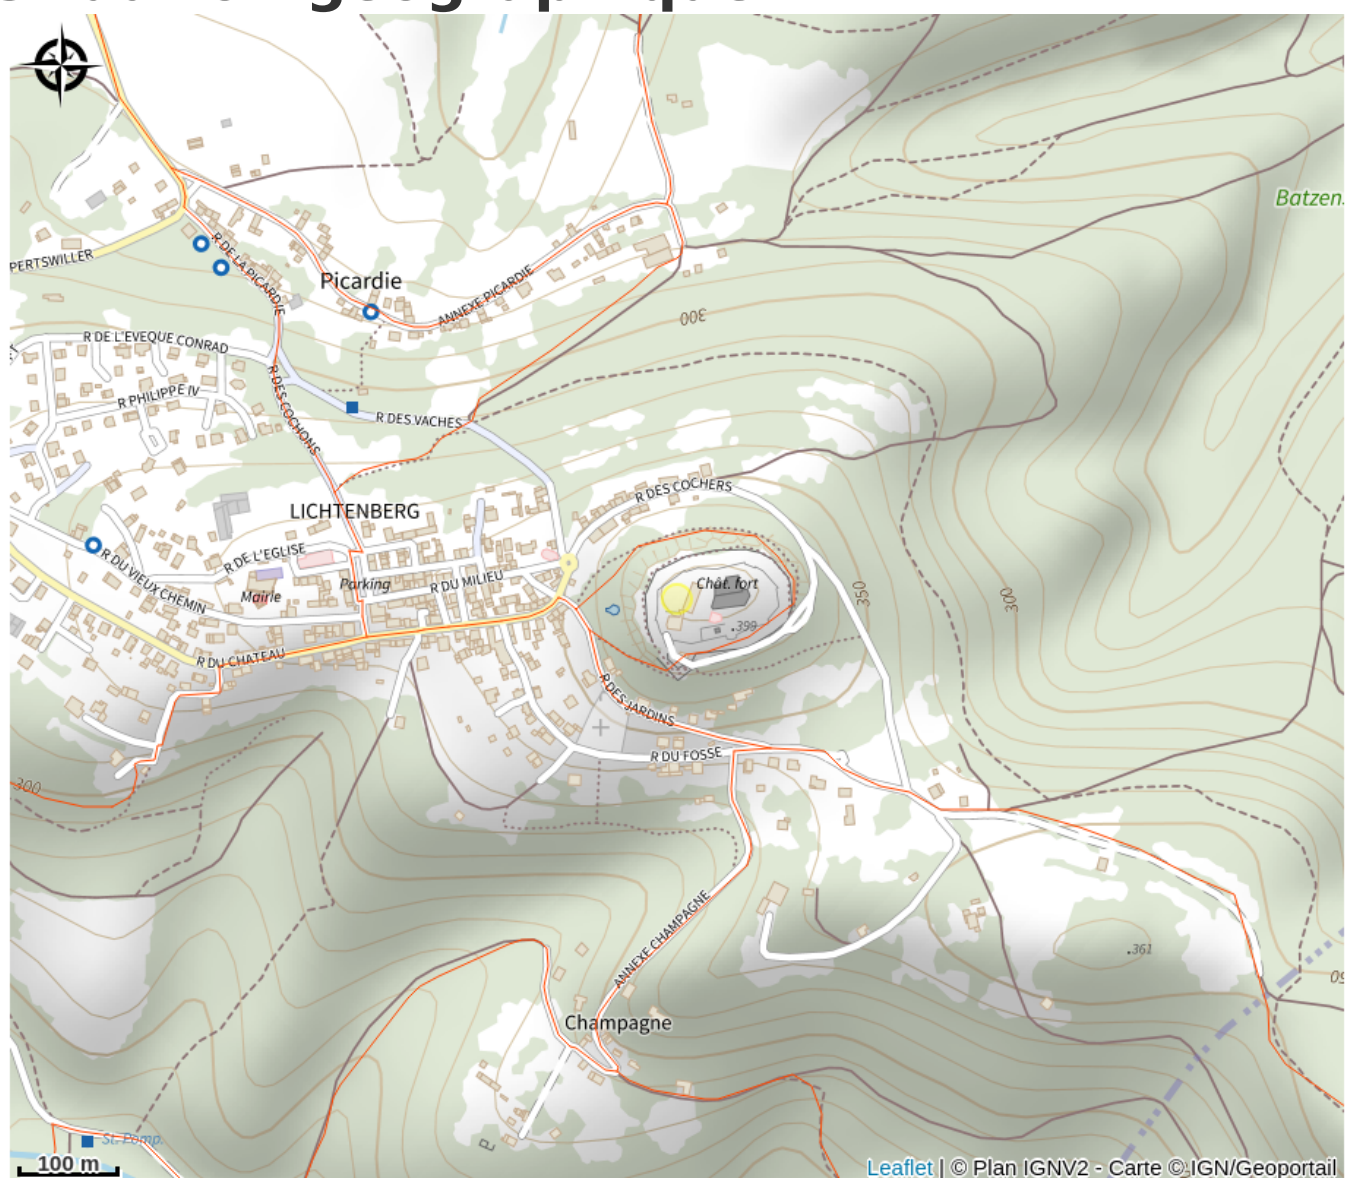 Batzen
PERTSWILLER
R DE LA PICARDIE
Picardie
ANNEXE PICARDIE
300
R DE L'EVEQUE CONRAD
R PHILIPPE IV
R DES COCHONS
R DES VACHES
R DES COCHERS
LICHTENBERG
R DE L'EGLISE
R DU VIEUX CHEMIN
Mairie
Parking
R DU MILIEU
Chât. fort
.399
350
300
R DU CHATEAU
R DES JARDINS
R DU FOSSE
300
ANNEXE CHAMPAGNE
.361
Champagne
St. Pomp.
100 m
Leaflet | © Plan IGNV2 - Carte © IGN/Geoportail